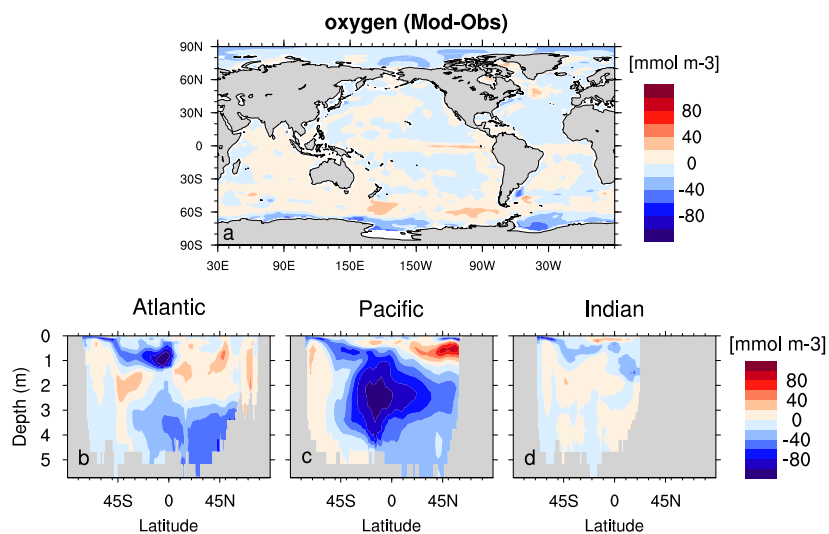 oxygen (Mod-Obs)
90N
60N
30N
0
30S
60S
90S
a
30E 90E 150E 150W 90W 30W
[mmol m-3]
80
40
0
-40
-80
Atlantic Pacific Indian
Depth (m)
0
1
2
3
4
5
b c d
45S 0 45N 45S 0 45N 45S 0 45N
Latitude Latitude Latitude
[mmol m-3]
80
40
0
-40
-80